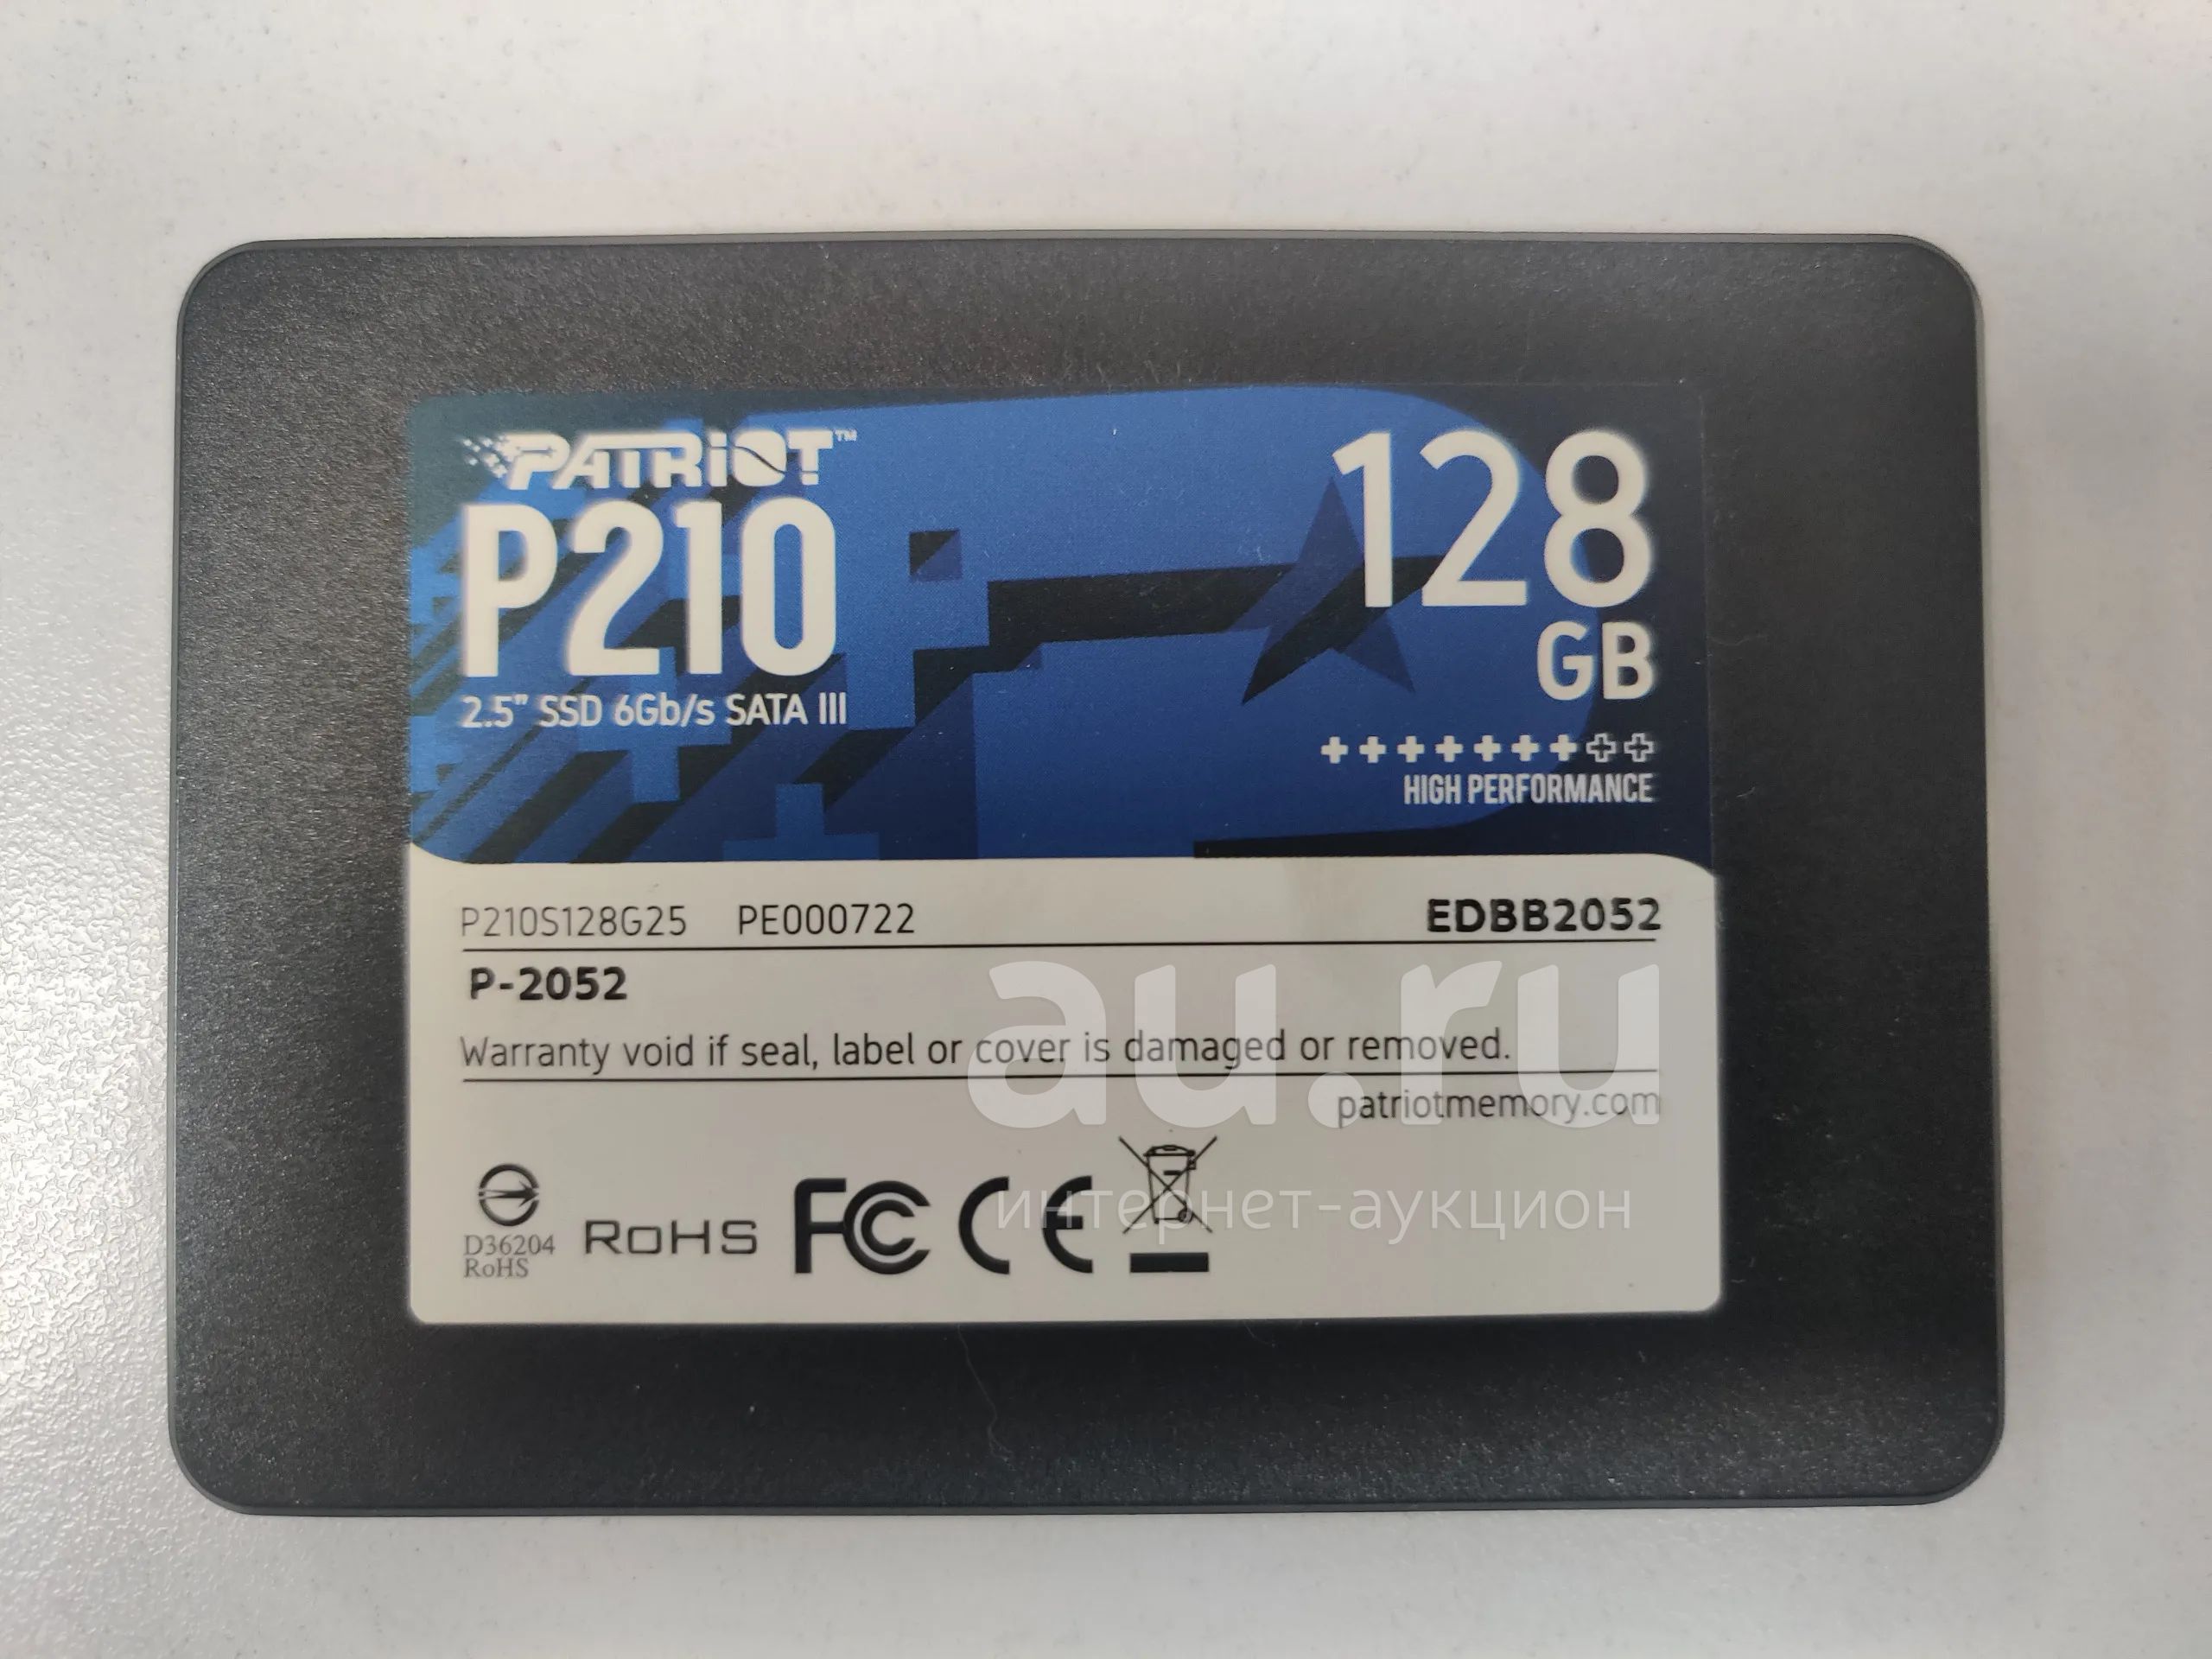 PATRiOT™
P210
2.5" SSD 6Gb/s SATA III
128
GB
HIGH PERFORMANCE
P210S128G25 PE000722 EDBB2052
P-2052
Warranty void if seal, label or cover is damaged or removed.
patriotmemory.com
au.ru
интернет-аукцион
D36204
RoHS
RoHS FC CE